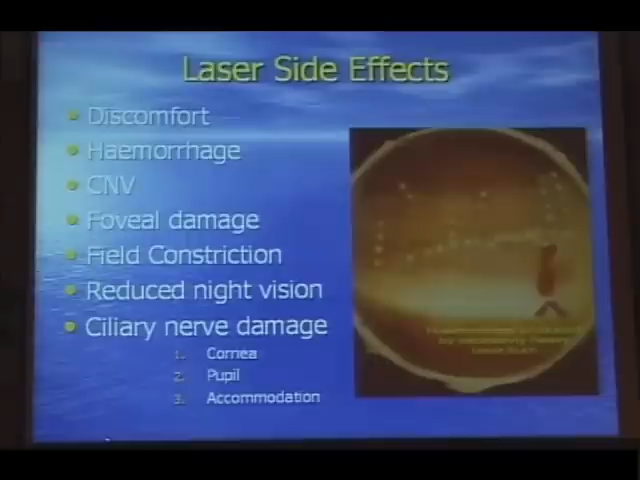 Laser Side Effects
Discomfort
Haemorrhage
CNV
Foveal damage
Field Constriction
Reduced night vision
Ciliary nerve damage
1. Cornea
2. Pupil
3. Accommodation